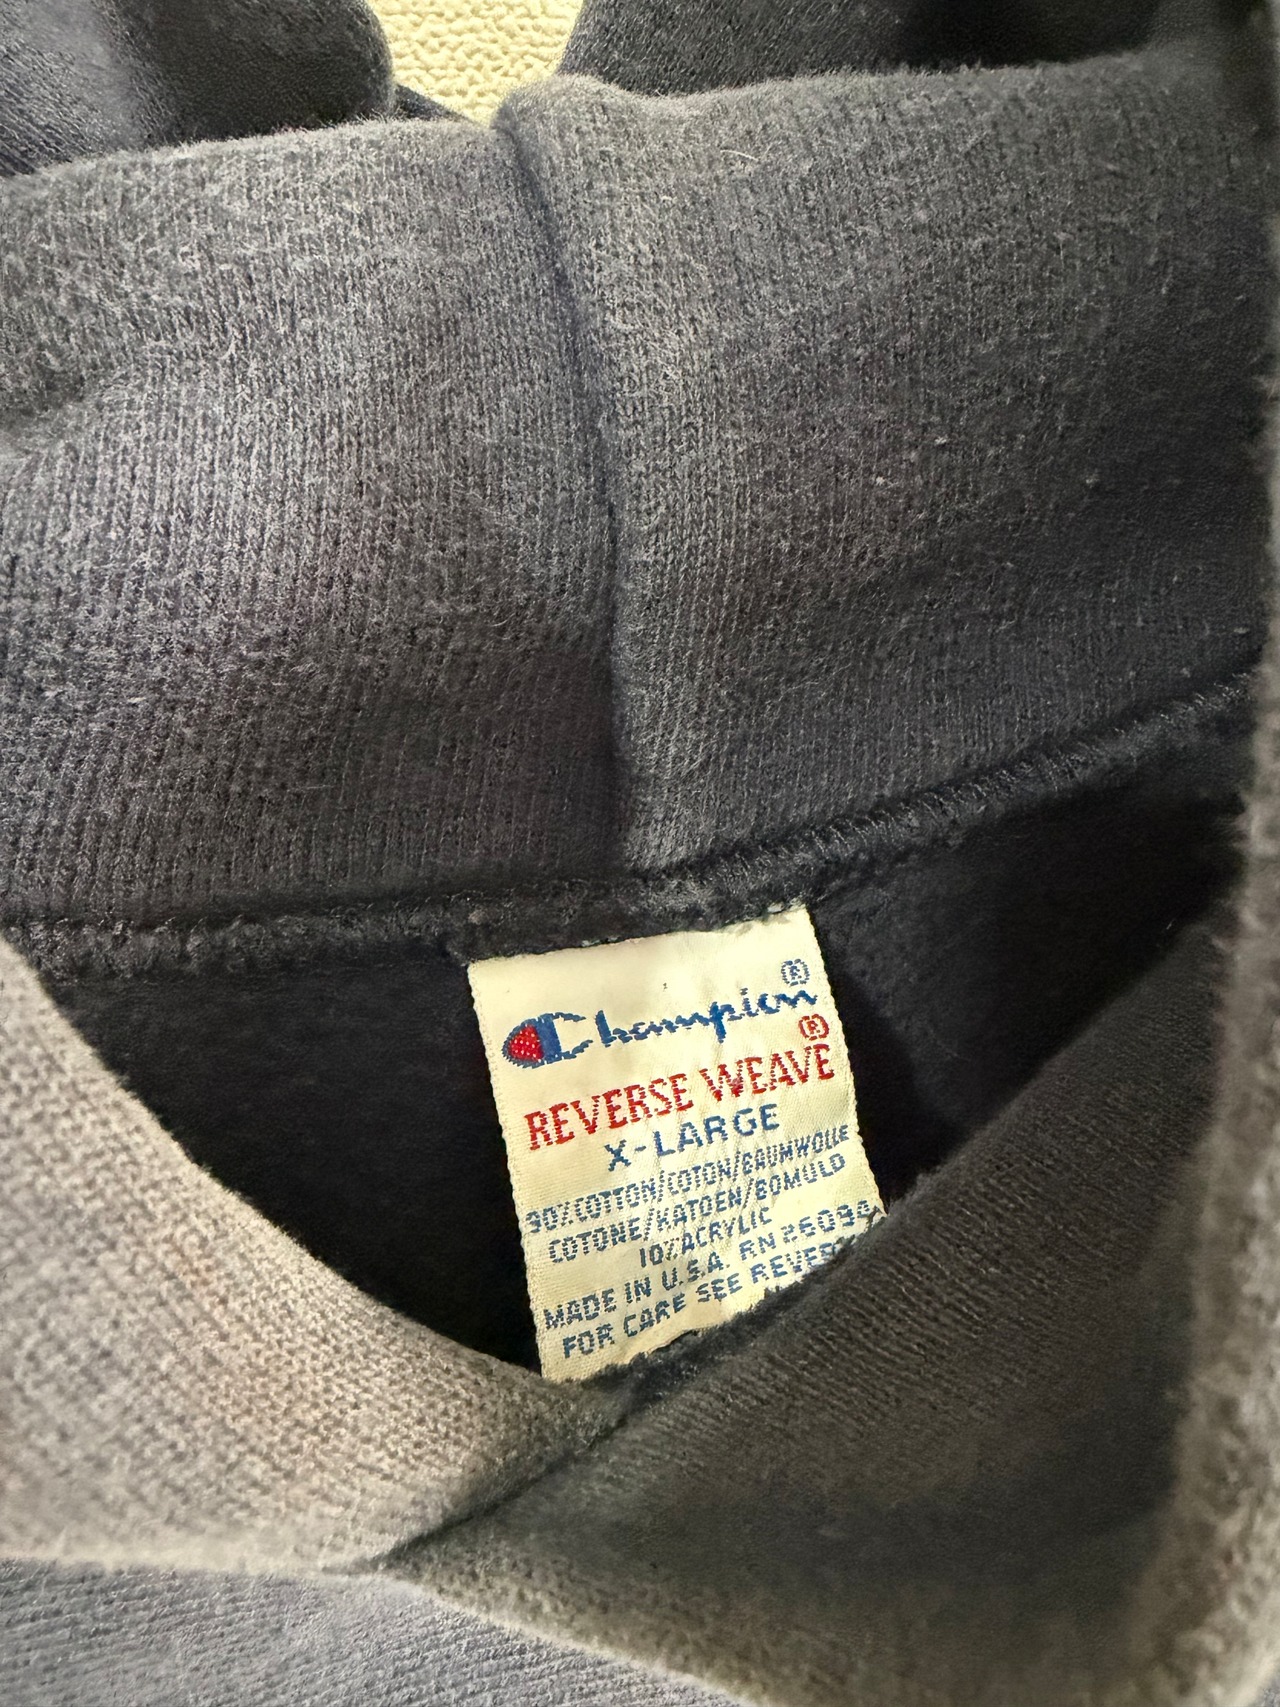 Champion®
REVERSE WEAVE®
X-LARGE
90% COTTON/COTON/BAUMWOLLE
COTONE/KATOEN/BOMULD
10% ACRYLIC
MADE IN U.S.A. RN 26094
FOR CARE SEE